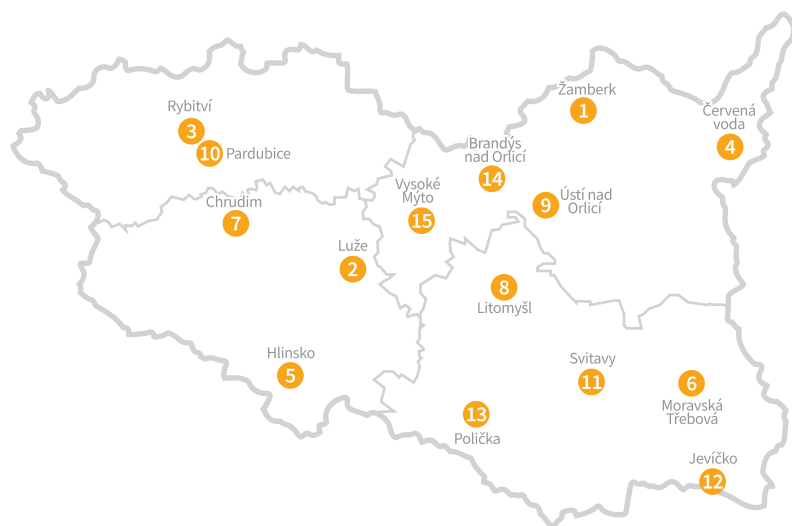 Žamberk
1
Rybitví
3
Červená
voda
4
10
Pardubice
Brandýs
nad Orlicí
14
Vysoké
Mýto
15
9
Ústí nad
Orlicí
Chrudim
7
Luže
2
8
Litomyšl
Hlinsko
5
Svitavy
11
6
Moravská
Třebová
13
Polička
Jevíčko
12